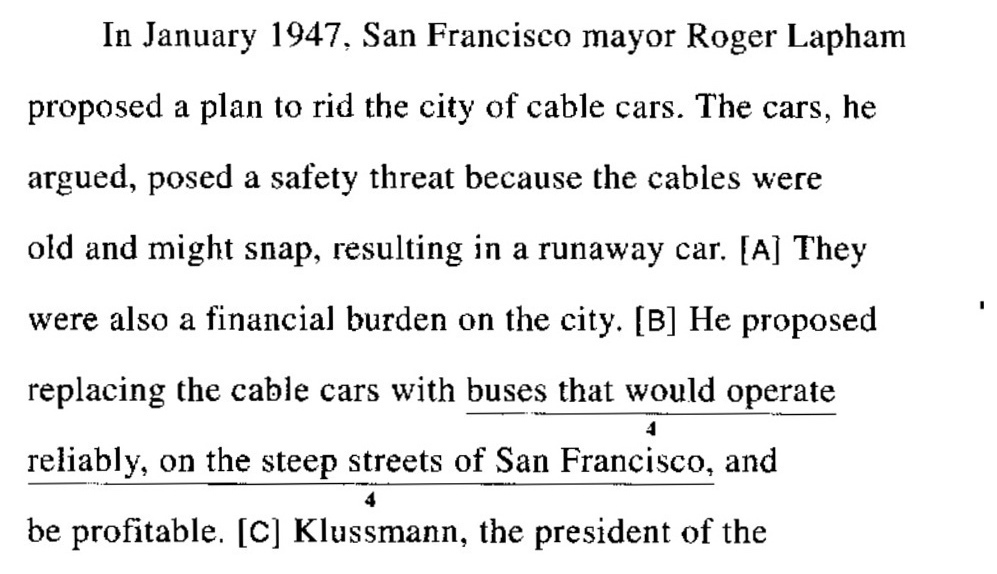 In January 1947, San Francisco mayor Roger Lapham
proposed a plan to rid the city of cable cars. The cars, he
argued, posed a safety threat because the cables were
old and might snap, resulting in a runaway car. [A] They
were also a financial burden on the city. [B] He proposed
replacing the cable cars with buses that would operate
4
reliably, on the steep streets of San Francisco, and
4
be profitable. [C] Klussmann, the president of the